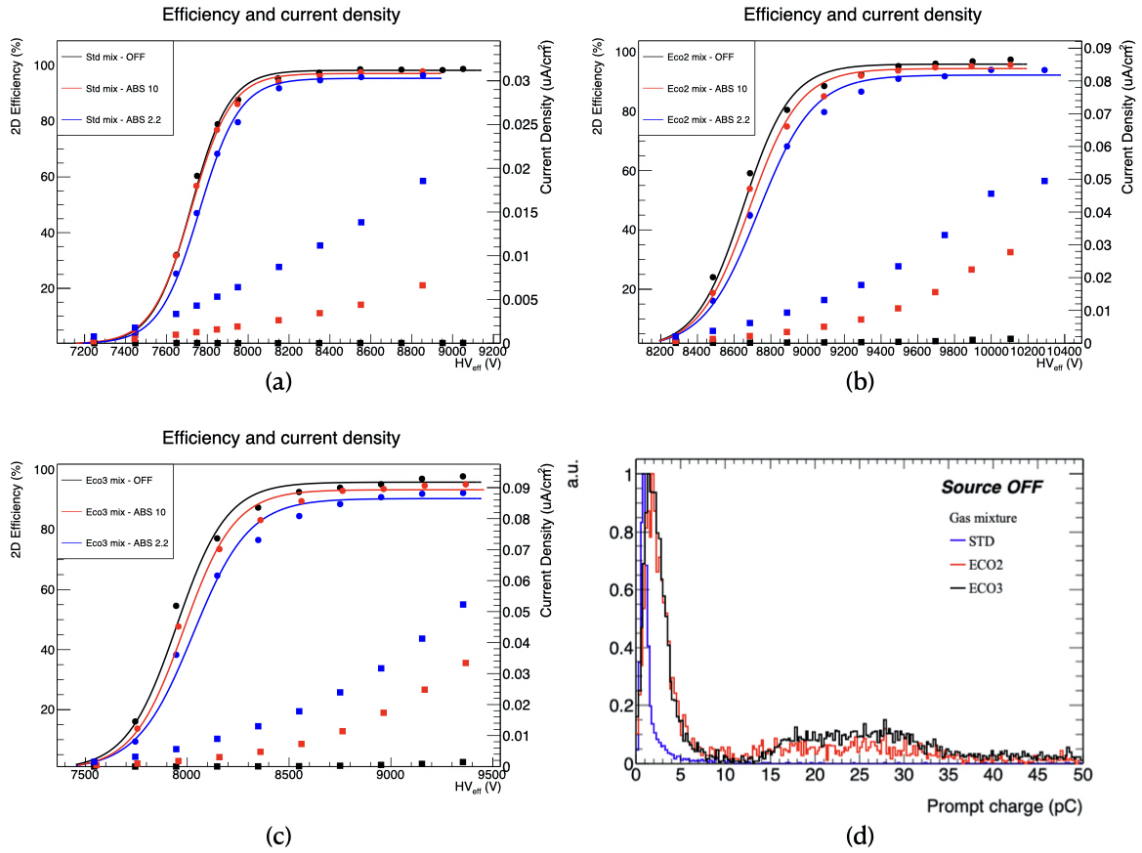 Efficiency and current density
2D Efficiency (%)
Std mix - OFF
Std mix - ABS 10
Std mix - ABS 2.2
100
80
60
40
20
0.03
0.025
0.02
0.015
0.01
0.005
0
Current Density (uA/cm²)
7200 7400 7600 7800 8000 8200 8400 8600 8800 9000 9200
HVeff (V)
(a)
Efficiency and current density
2D Efficiency (%)
Eco2 mix - OFF
Eco2 mix - ABS 10
Eco2 mix - ABS 2.2
100
80
60
40
20
0.09
0.08
0.07
0.06
0.05
0.04
0.03
0.02
0.01
0
Current Density (uA/cm²)
8200 8400 8600 8800 9000 9200 9400 9600 9800 10000 10200 10400
HVeff (V)
(b)
Efficiency and current density
2D Efficiency (%)
Eco3 mix - OFF
Eco3 mix - ABS 10
Eco3 mix - ABS 2.2
100
80
60
40
20
0.09
0.08
0.07
0.06
0.05
0.04
0.03
0.02
0.01
0
Current Density (uA/cm²)
7500 8000 8500 9000 9500
HVeff (V)
(c)
a.u.
1
0.8
0.6
0.4
0.2
0
Source OFF
Gas mixture
STD
ECO2
ECO3
0 5 10 15 20 25 30 35 40 45 50
Prompt charge (pC)
(d)